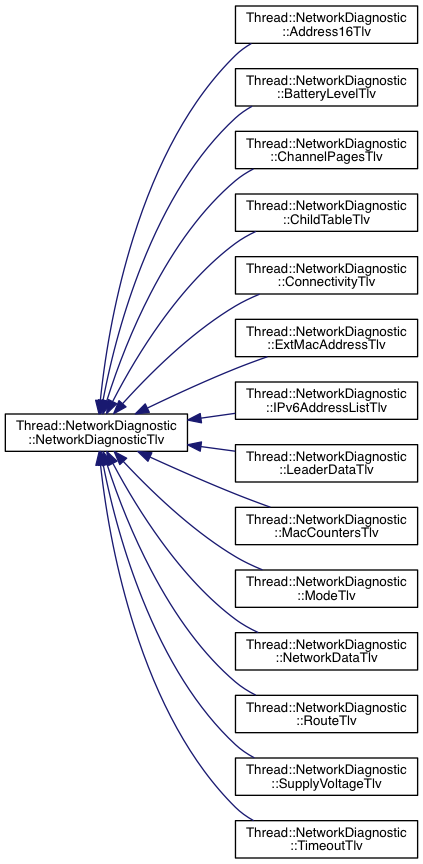 Thread::NetworkDiagnostic
::Address16Tlv
Thread::NetworkDiagnostic
::BatteryLevelTlv
Thread::NetworkDiagnostic
::ChannelPagesTlv
Thread::NetworkDiagnostic
::ChildTableTlv
Thread::NetworkDiagnostic
::ConnectivityTlv
Thread::NetworkDiagnostic
::ExtMacAddressTlv
Thread::NetworkDiagnostic
::IPv6AddressListTlv
Thread::NetworkDiagnostic
::NetworkDiagnosticTlv
Thread::NetworkDiagnostic
::LeaderDataTlv
Thread::NetworkDiagnostic
::MacCountersTlv
Thread::NetworkDiagnostic
::ModeTlv
Thread::NetworkDiagnostic
::NetworkDataTlv
Thread::NetworkDiagnostic
::RouteTlv
Thread::NetworkDiagnostic
::SupplyVoltageTlv
Thread::NetworkDiagnostic
::TimeoutTlv